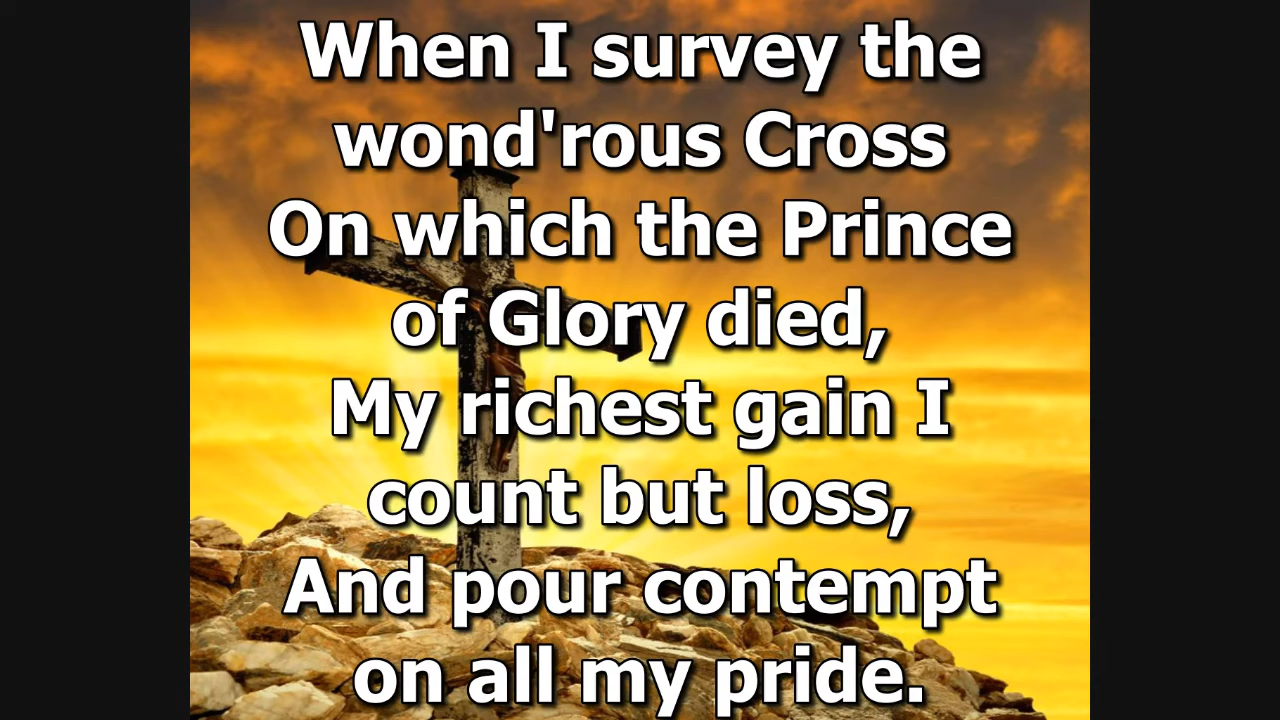 When I survey the
wond'rous Cross
On which the Prince
of Glory died,
My richest gain I
count but loss,
And pour contempt
on all my pride.